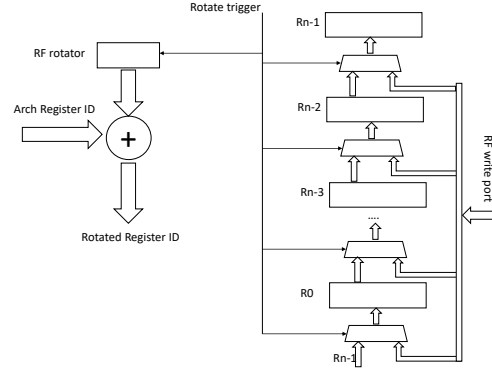 Rotate trigger
Rn-1
RF rotator
Rn-2
Arch Register ID
+
RF write port
Rn-3
Rotated Register ID
....
R0
Rn-1